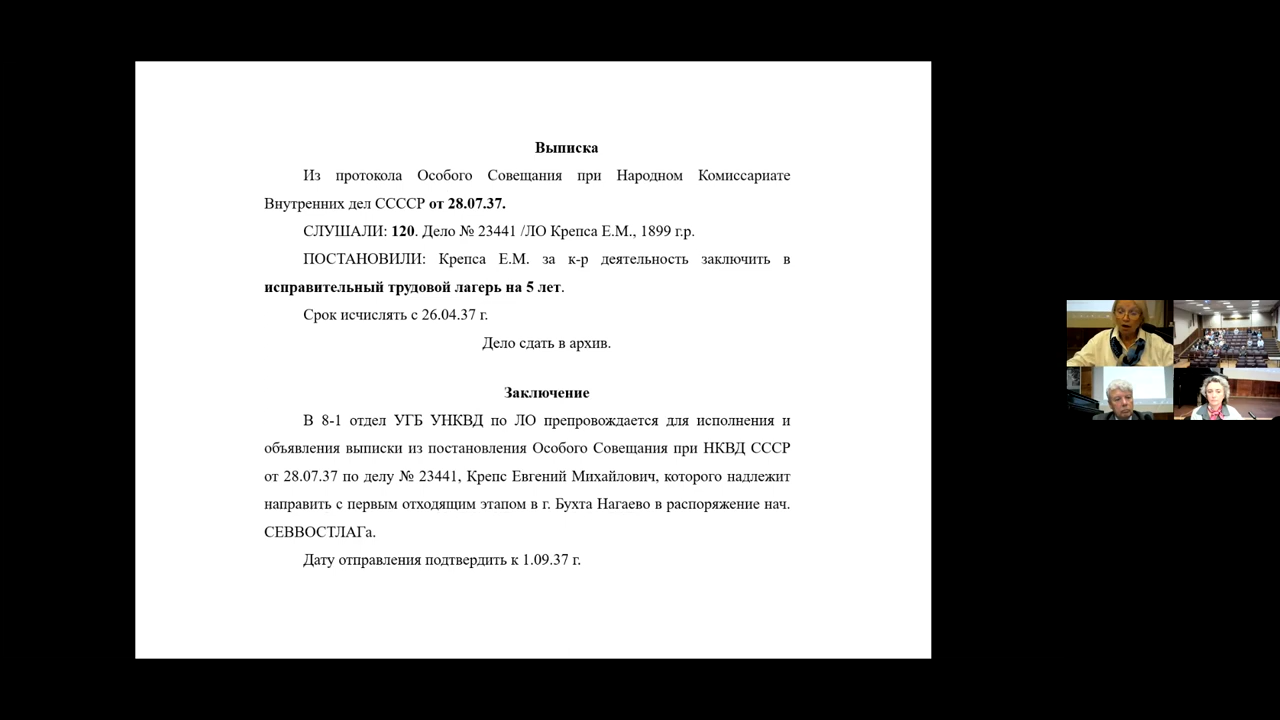 Выписка
Из протокола Особого Совещания при Народном Комиссариате
Внутренних дел ССССР от 28.07.37.
СЛУШАЛИ: 120. Дело № 23441 /ЛО Крепса Е.М., 1899 г.р.
ПОСТАНОВИЛИ: Крепса Е.М. за к-р деятельность заключить в
исправительный трудовой лагерь на 5 лет.
Срок исчислять с 26.04.37 г.
Дело сдать в архив.
Заключение
В 8-1 отдел УГБ УНКВД по ЛО препровождается для исполнения и
объявления выписки из постановления Особого Совещания при НКВД СССР
от 28.07.37 по делу № 23441, Крепс Евгений Михайлович, которого надлежит
направить с первым отходящим этапом в г. Бухта Нагаево в распоряжение нач.
СЕВВОСТЛАГа.
Дату отправления подтвердить к 1.09.37 г.